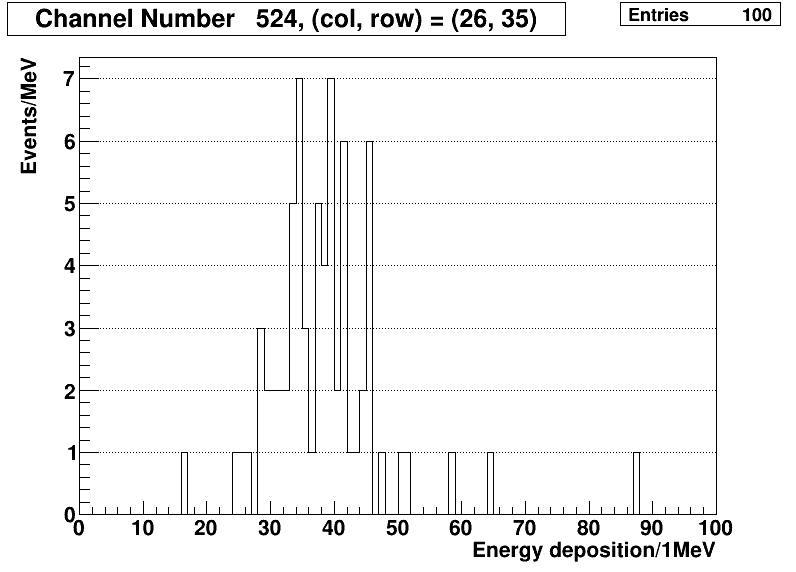 Channel Number 524, (col, row) = (26, 35)
Entries 100
Events/MeV
7
6
5
4
3
2
1
0
0 10 20 30 40 50 60 70 80 90 100
Energy deposition/1MeV